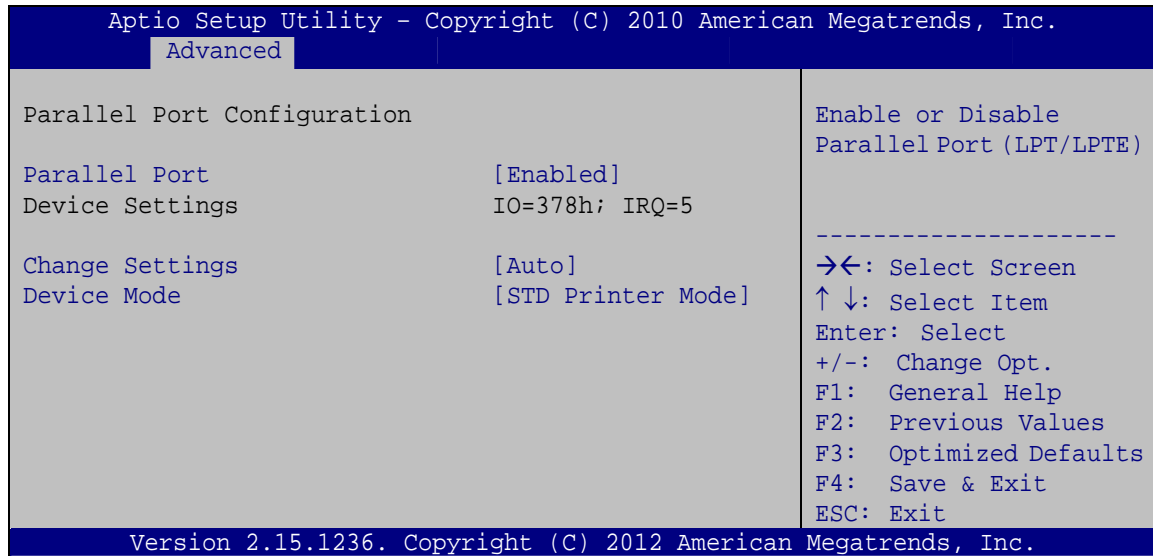 Aptio Setup Utility – Copyright (C) 2010 American Megatrends, Inc.
Advanced
Parallel Port Configuration
Parallel Port [Enabled]
Device Settings IO=378h; IRQ=5
Change Settings [Auto]
Device Mode [STD Printer Mode]
Enable or Disable
Parallel Port (LPT/LPTE)
---------------------
→←: Select Screen
↑ ↓: Select Item
Enter: Select
+/-: Change Opt.
F1: General Help
F2: Previous Values
F3: Optimized Defaults
F4: Save & Exit
ESC: Exit
Version 2.15.1236. Copyright (C) 2012 American Megatrends, Inc.